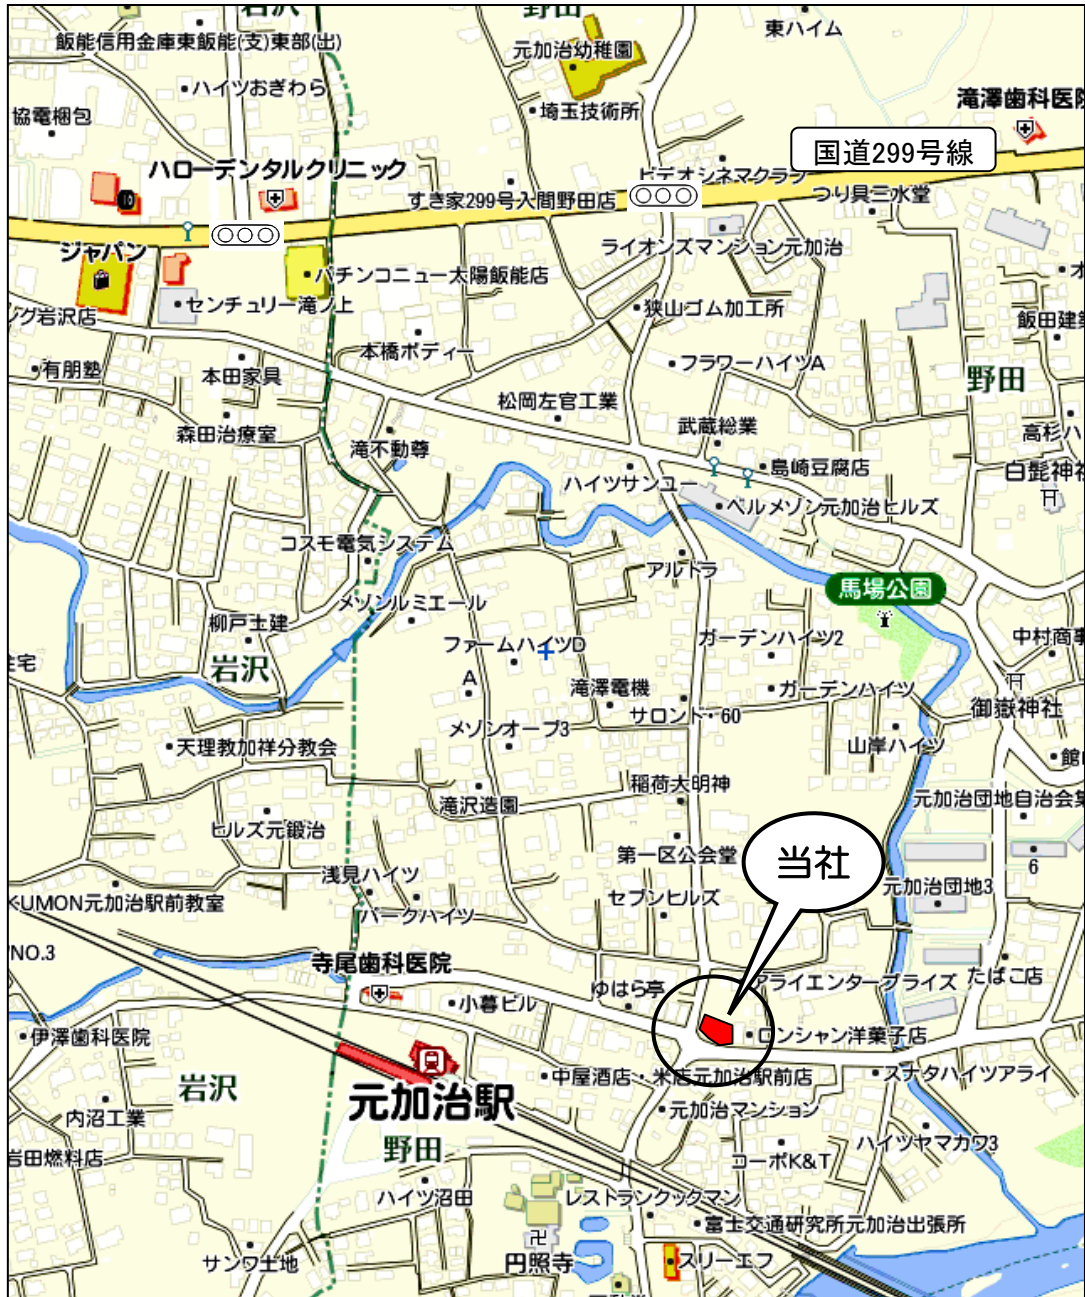 岩沢
野田
東ハイム
飯能信用金庫東飯能(支)東部(出)
元加治幼稚園
ハイツおぎわら
埼玉技術所
滝澤歯科医院
協電梱包
国道299号線
ハローデンタルクリニック
ビデオシネマクラブ
すき家299号入間野田店
つり具三水堂
ジャパン
ライオンズマンション元加治
パチンコニュー太陽飯能店
センチュリー滝ノ上
狭山ゴム加工所
グ岩沢店
飯田建
本橋ボディー
有朋塾
本田家具
フラワーハイツA
野田
松岡左官工業
森田治療室
武蔵総業
高杉ハ
滝不動尊
島崎豆腐店
白髭神社
ハイツサンユー
ベルメゾン元加治ヒルズ
コスモ電気システム
アルトラ
馬場公園
メゾンルミエール
柳戸土建
ファームハイツD
ガーデンハイツ2
中村商事
住宅
岩沢
A
滝澤電機
ガーデンハイツ
サロンド・60
御嶽神社
メゾンオーブ3
天理教加祥分教会
山岸ハイツ
館
稲荷大明神
滝沢造園
元加治団地自治会集
ヒルズ元鍛治
当社
第一区公会堂
6
浅見ハイツ
元加治団地3
KUMON元加治駅前教室
パークハイツ
セブンヒルズ
NO.3
寺尾歯科医院
ゆはら亭
アライエンタープライズ
たばこ店
小暮ビル
伊澤歯科医院
ロンシャン洋菓子店
岩沢
中屋酒店・米店元加治駅前店
スナタハイツアライ
元加治駅
内沼工業
元加治マンション
野田
ハイツヤマカワ3
岩田燃料店
コーポK&T
ハイツ沼田
レストランクックマン
富士交通研究所元加治出張所
サンワ土地
円照寺
スリーエフ